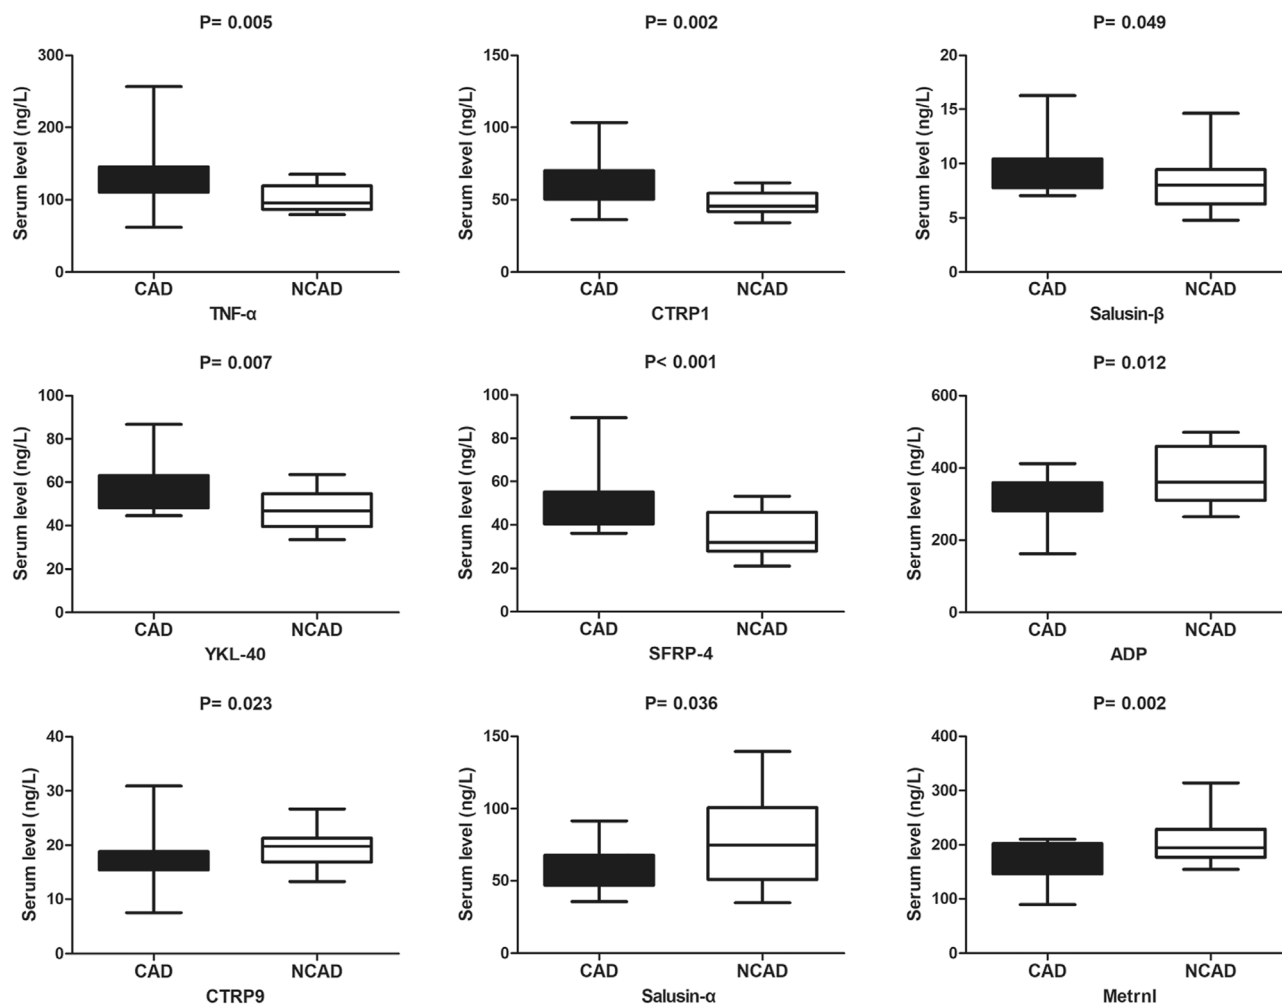 P= 0.005
Serum level (ng/L)
300
200
100
0
CAD NCAD
TNF-α
P= 0.002
Serum level (ng/L)
150
100
50
0
CAD NCAD
CTRP1
P= 0.049
Serum level (ng/L)
20
15
10
5
0
CAD NCAD
Salusin-β
P= 0.007
Serum level (ng/L)
100
80
60
40
20
0
CAD NCAD
YKL-40
P< 0.001
Serum level (ng/L)
100
80
60
40
20
0
CAD NCAD
SFRP-4
P= 0.012
Serum level (ng/L)
600
400
200
0
CAD NCAD
ADP
P= 0.023
Serum level (ng/L)
40
30
20
10
0
CAD NCAD
CTRP9
P= 0.036
Serum level (ng/L)
150
100
50
0
CAD NCAD
Salusin-α
P= 0.002
Serum level (ng/L)
400
300
200
100
0
CAD NCAD
Metrnl